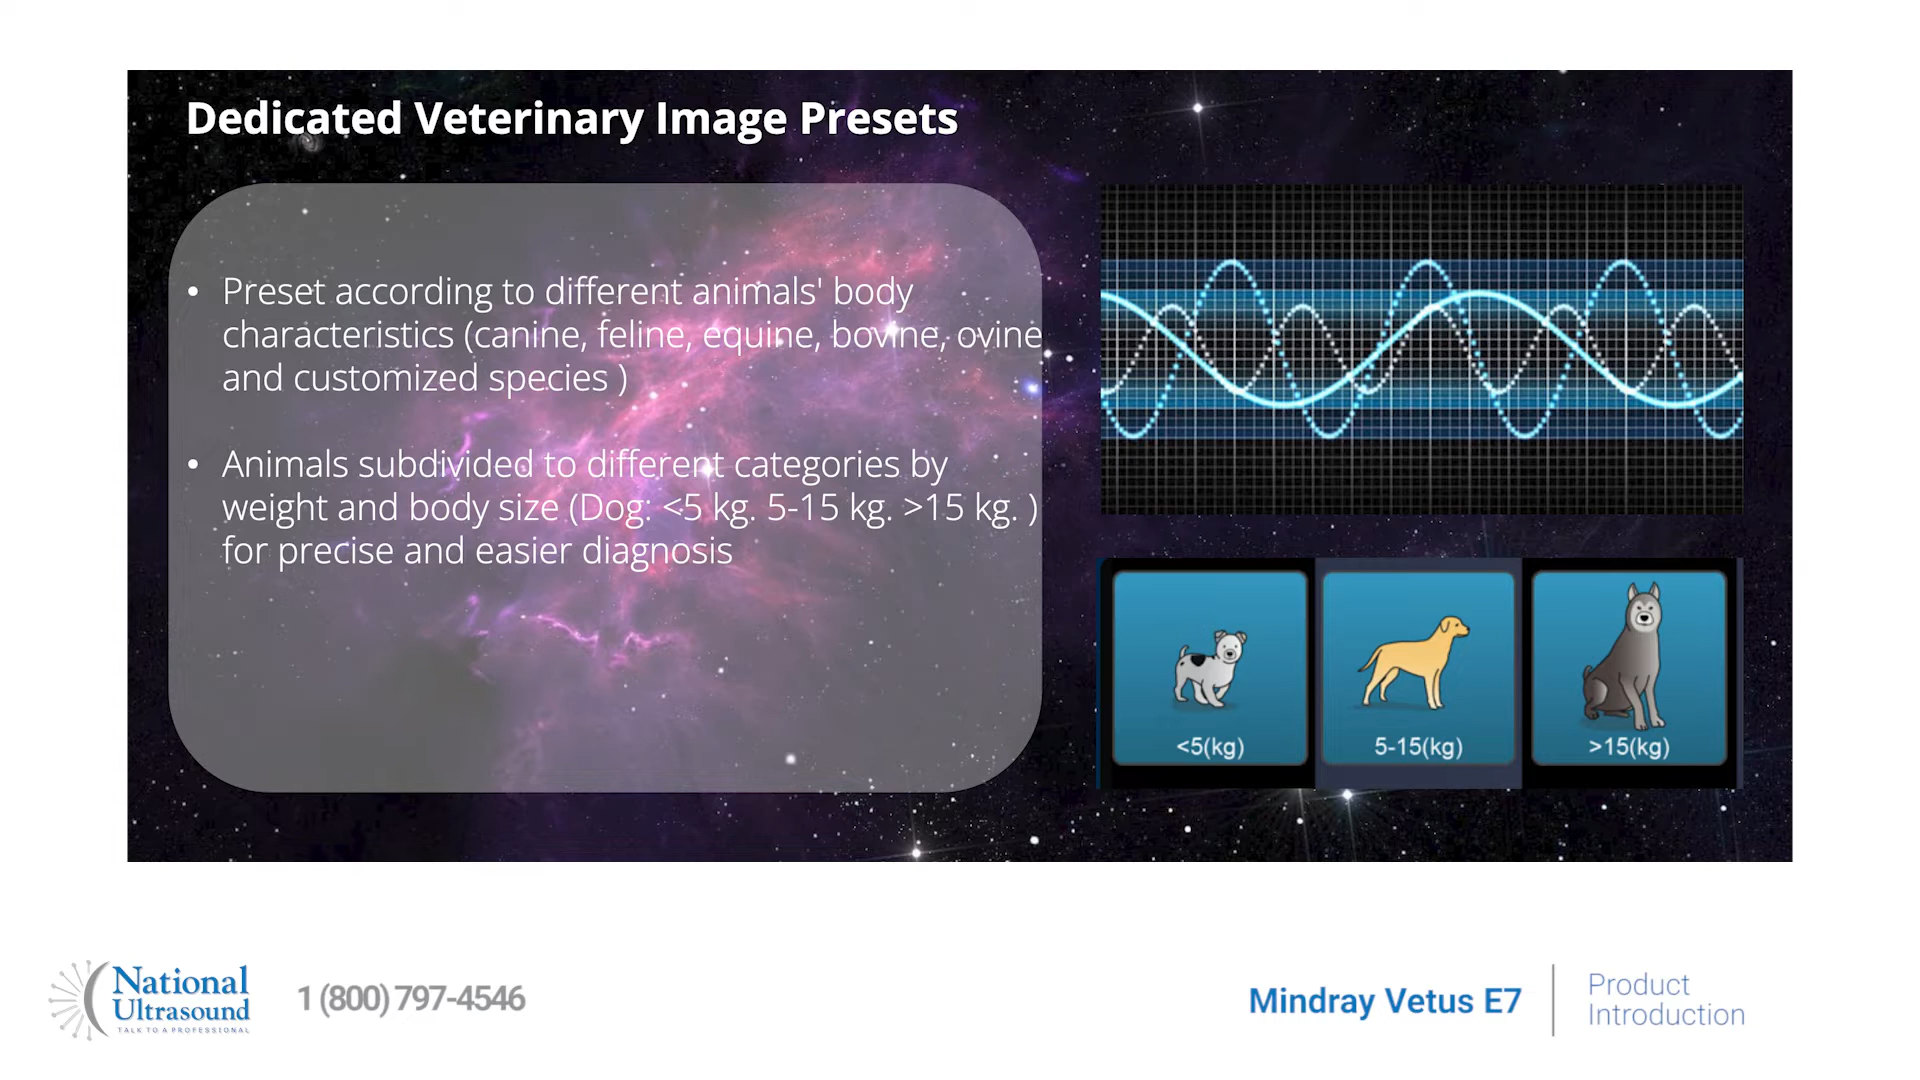 Dedicated Veterinary Image Presets
• Preset according to different animals' body
characteristics (canine, feline, equine, bovine, ovine
and customized species )
• Animals subdivided to different categories by
weight and body size (Dog: <5 kg. 5-15 kg. >15 kg. )
for precise and easier diagnosis
<5(kg)
5-15(kg)
>15(kg)
National
Ultrasound
TALK TO A PROFESSIONAL
1 (800) 797-4546
Mindray Vetus E7
Product
Introduction